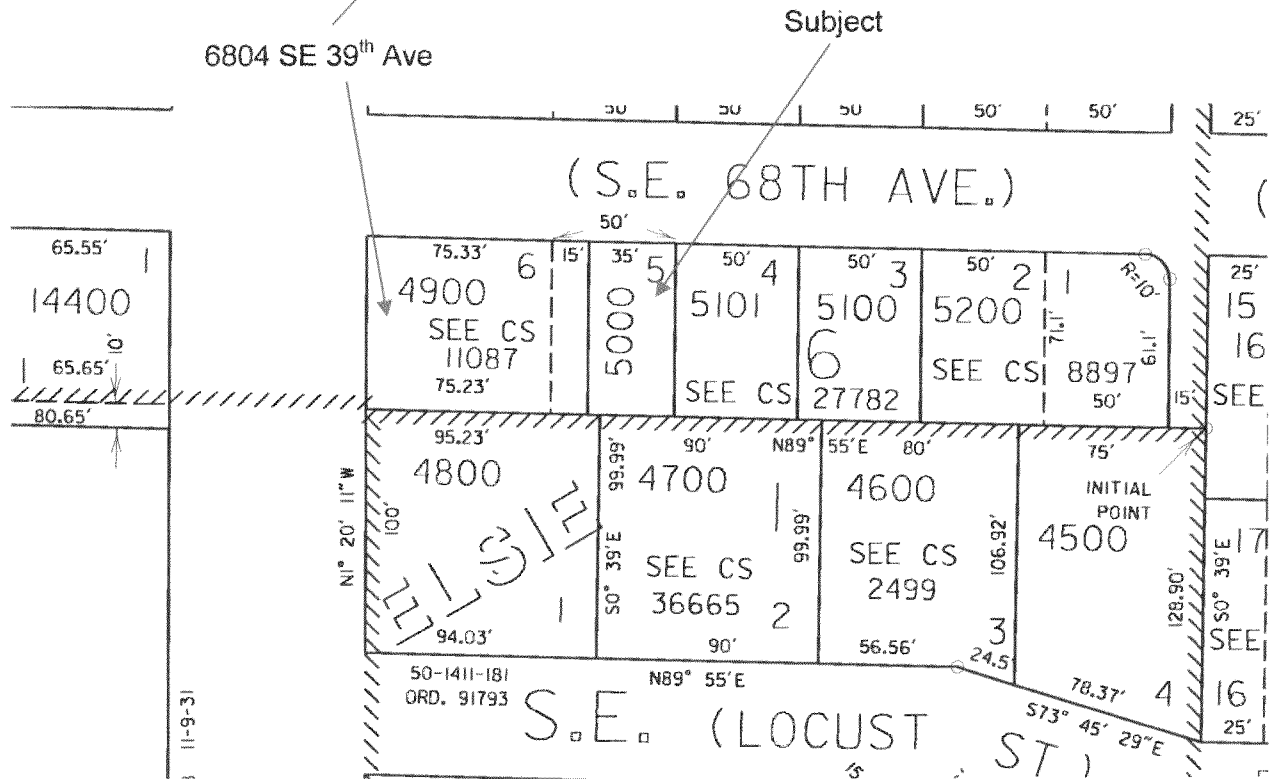 Subject
6804 SE 39th Ave
50' 50' 50' 50' 50' 25'
(S.E. 68TH AVE.)
50'
65.55'
14400
10'
65.65'
80.65'
75.33' 6
4900
SEE CS
11087
75.23'
15'
35' 5
5000
50' 4
5101
SEE CS
50' 3
5100
6
27782
50' 2
5200
SEE CS
71.1'
1
R=10'
61.1'
8897
50'
15'
25'
15
16
SEE
95.23'
4800
N1° 20' 11"W
100'
EISIE
1
94.03'
99.99'
S0° 39'E
90'
4700
SEE CS
36665 2
90'
99.99'
N89° 55'E
80'
4600
SEE CS
2499
3
106.92'
56.56'
24.5'
75'
INITIAL
POINT
4500
128.90'
78.37' 4
S73° 45' 29"E
S0° 39'E
17
SEE
16
25'
50-1411-181
ORD. 91793
N89° 55'E
11-9-31
S.E. (LOCUST ST.)
15